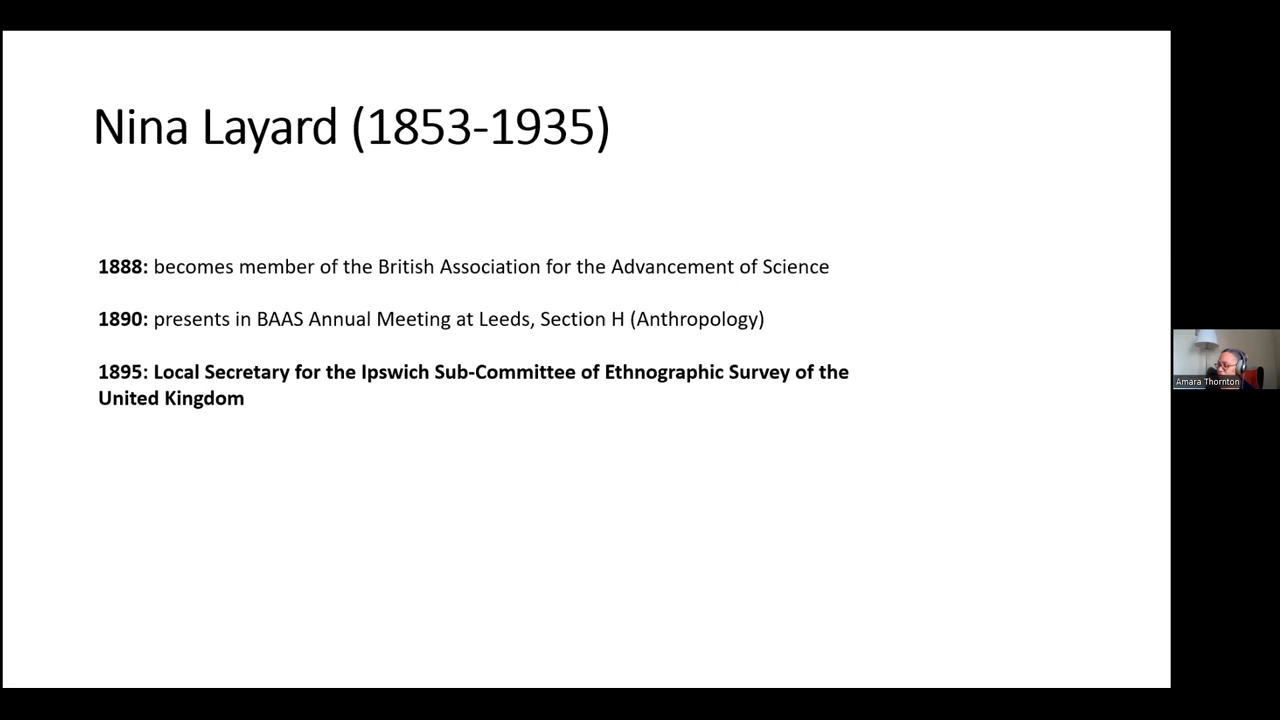 Nina Layard (1853-1935)
1888: becomes member of the British Association for the Advancement of Science
1890: presents in BAAS Annual Meeting at Leeds, Section H (Anthropology)
1895: Local Secretary for the Ipswich Sub-Committee of Ethnographic Survey of the
United Kingdom
Amara Thornton